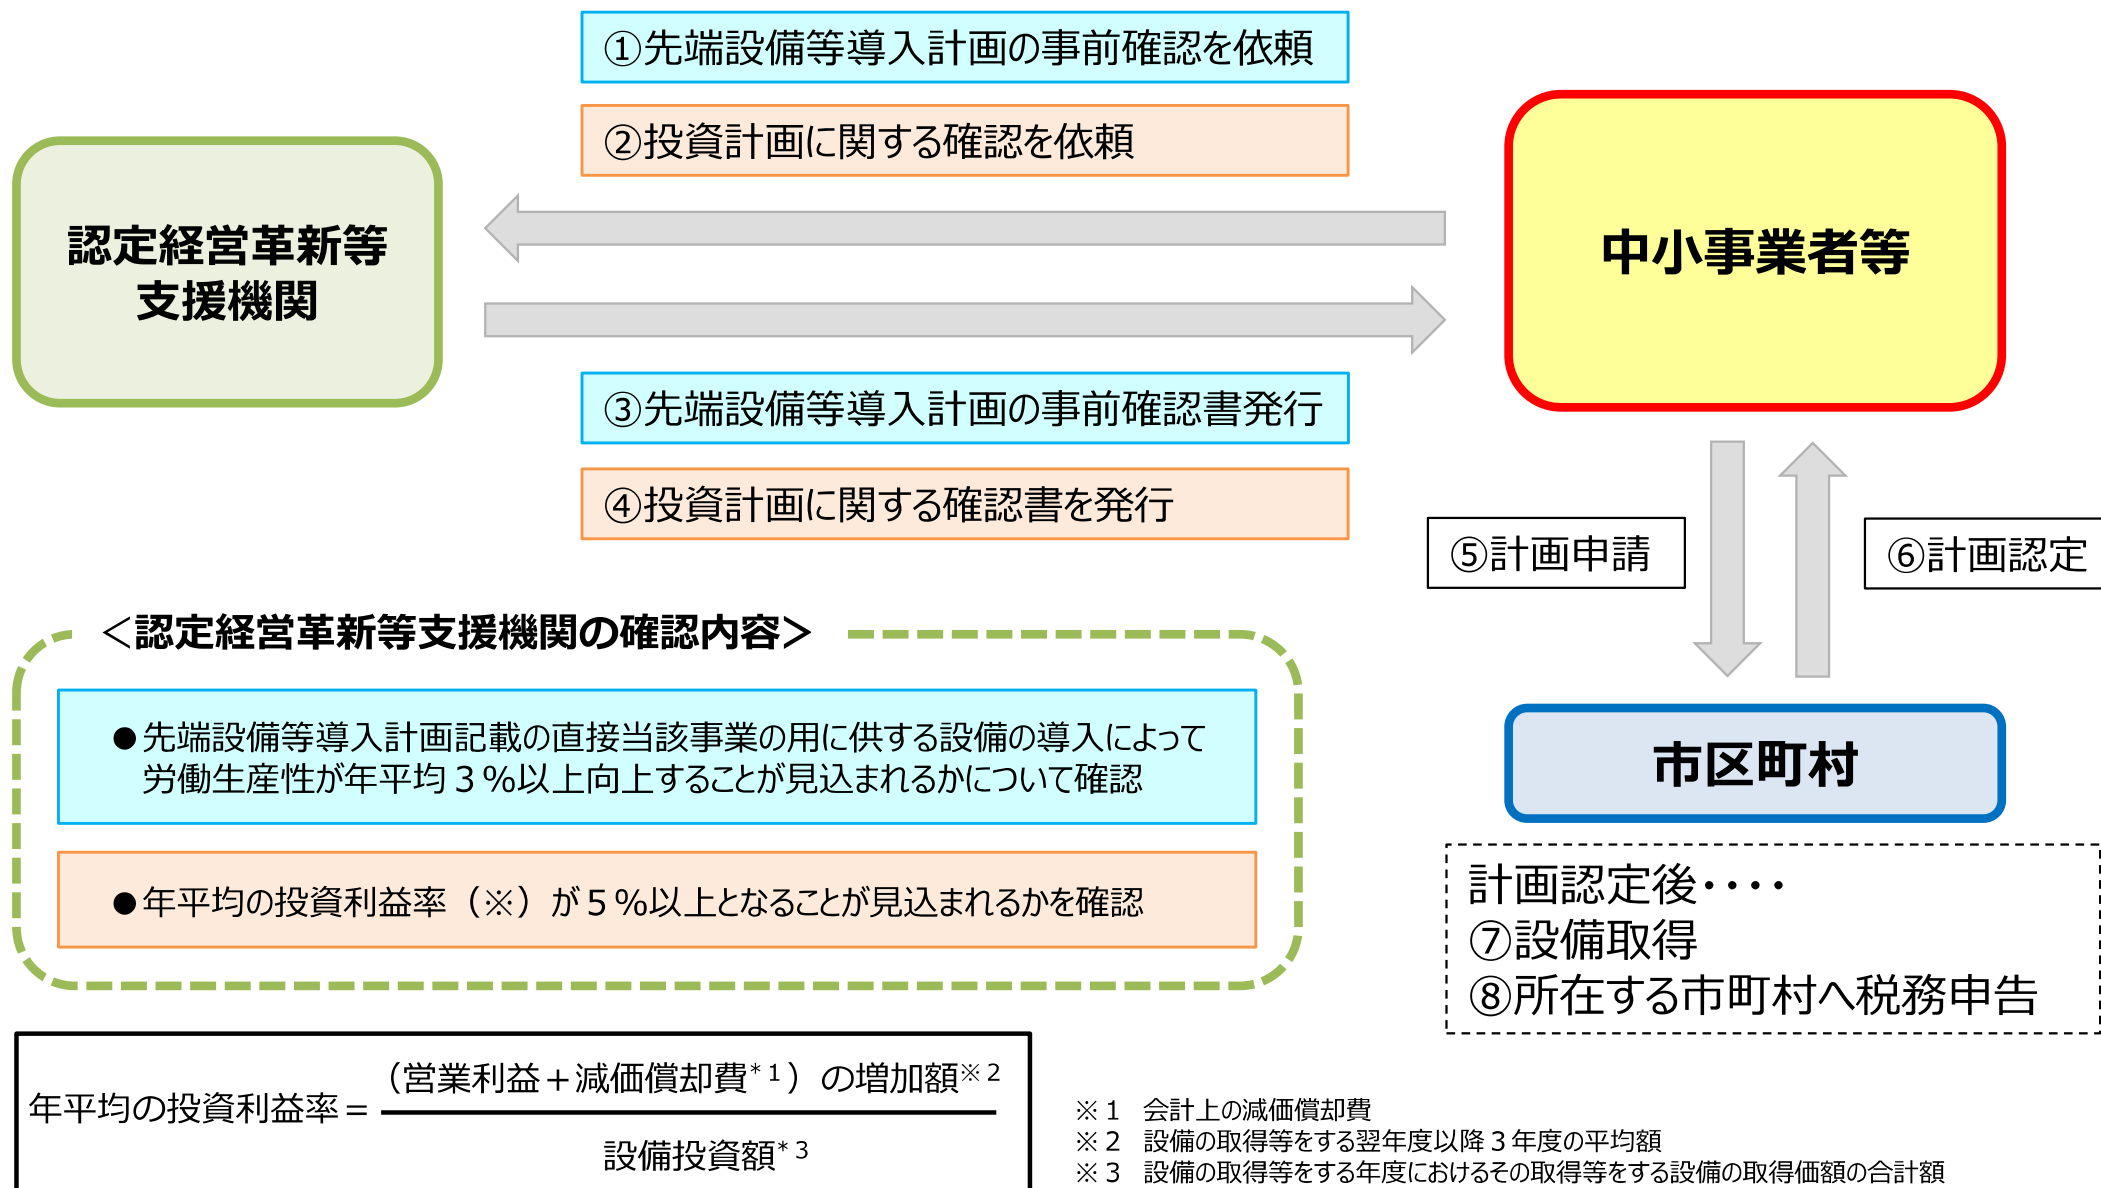 ①先端設備等導入計画の事前確認を依頼
②投資計画に関する確認を依頼
認定経営革新等
支援機関
中小事業者等
③先端設備等導入計画の事前確認書発行
④投資計画に関する確認書を発行
⑤計画申請
⑥計画認定
＜認定経営革新等支援機関の確認内容＞
●先端設備等導入計画記載の直接当該事業の用に供する設備の導入によって
労働生産性が年平均３％以上向上することが見込まれるかについて確認
●年平均の投資利益率（※）が５％以上となることが見込まれるかを確認
市区町村
計画認定後・・・・
⑦設備取得
⑧所在する市町村へ税務申告
年平均の投資利益率＝
（営業利益＋減価償却費*1）の増加額※2
設備投資額*3
※１　会計上の減価償却費
※２　設備の取得等をする翌年度以降３年度の平均額
※３　設備の取得等をする年度におけるその取得等をする設備の取得価額の合計額